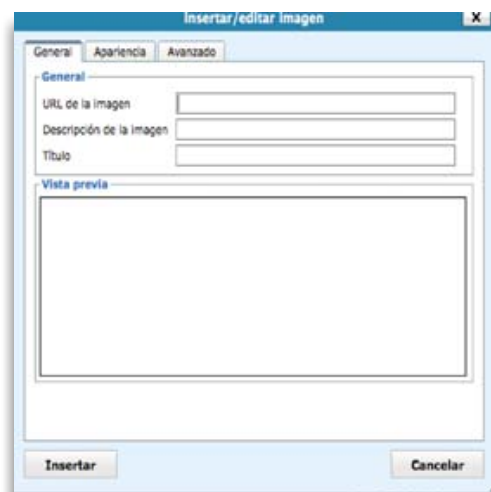 Insertar/editar imagen X
General Apariencia Avanzado
General
URL de la imagen
Descripción de la imagen
Título
Vista previa
Insertar Cancelar